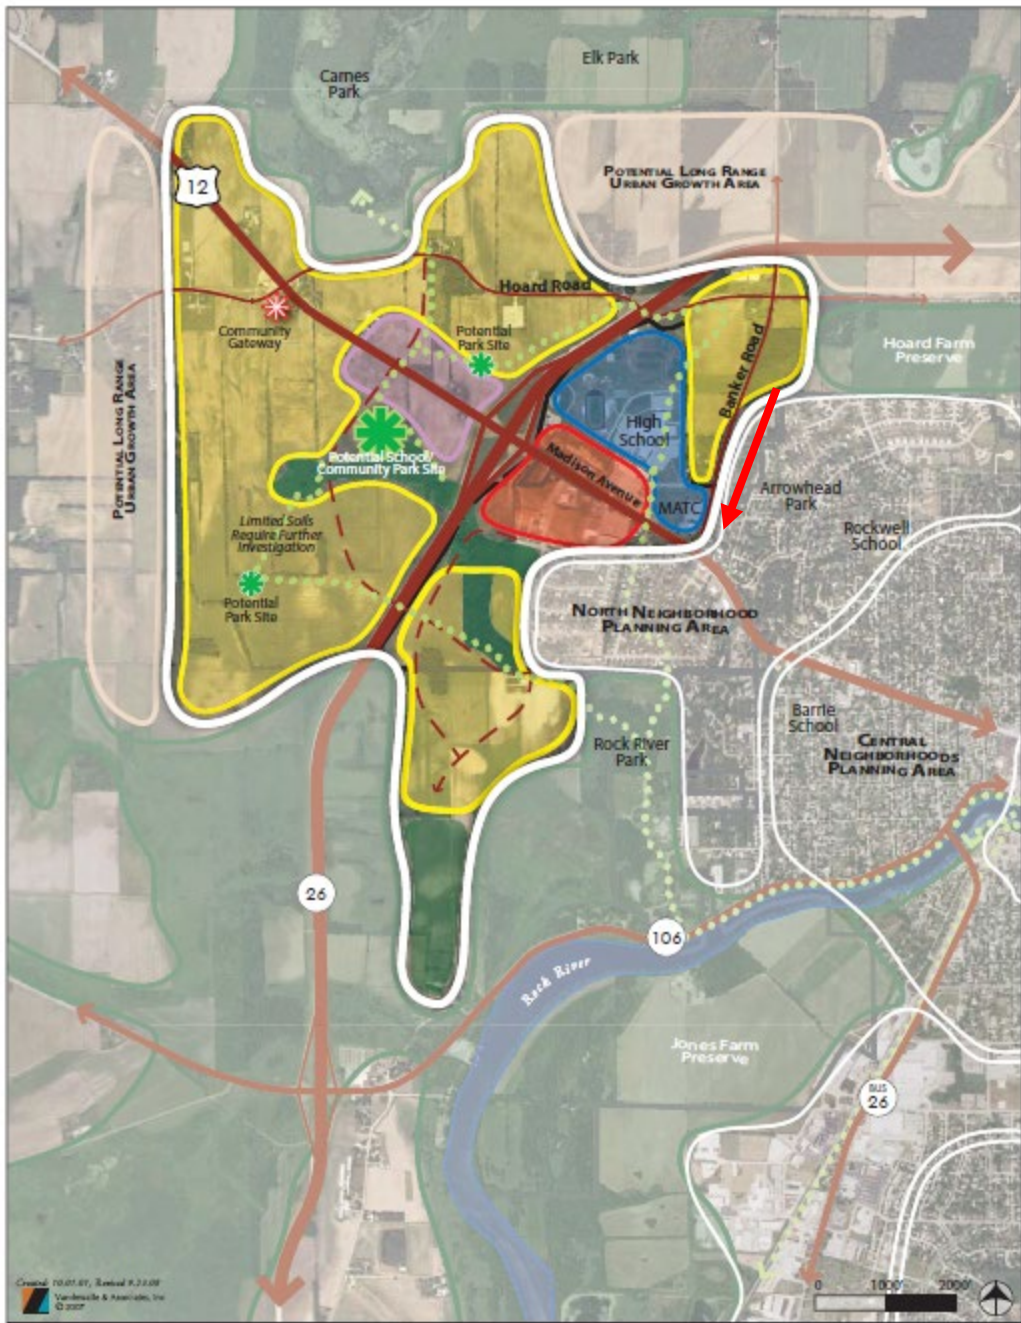 Elk Park
Carnes
Park
POTENTIAL LONG RANGE
URBAN GROWTH AREA
12
Hoard Road
Community
Gateway
Potential
Park Site
Banker Road
Hoard Farm
Preserve
POTENTIAL LONG RANGE
URBAN GROWTH AREA
High
School
Potential School/
Community Park Site
Madison Avenue
MATC
Arrowhead
Park
Limited Soils
Require Further
Investigation
Rockwell
School
Potential
Park Site
NORTH NEIGHBORHOOD
PLANNING AREA
Barrie
School
Rock River
Park
CENTRAL
NEIGHBORHOODS
PLANNING AREA
26
106
Rock River
Jones Farm
Preserve
BUS
26
Vandewalle & Associates, Inc
© 2007
0 1000' 2000'